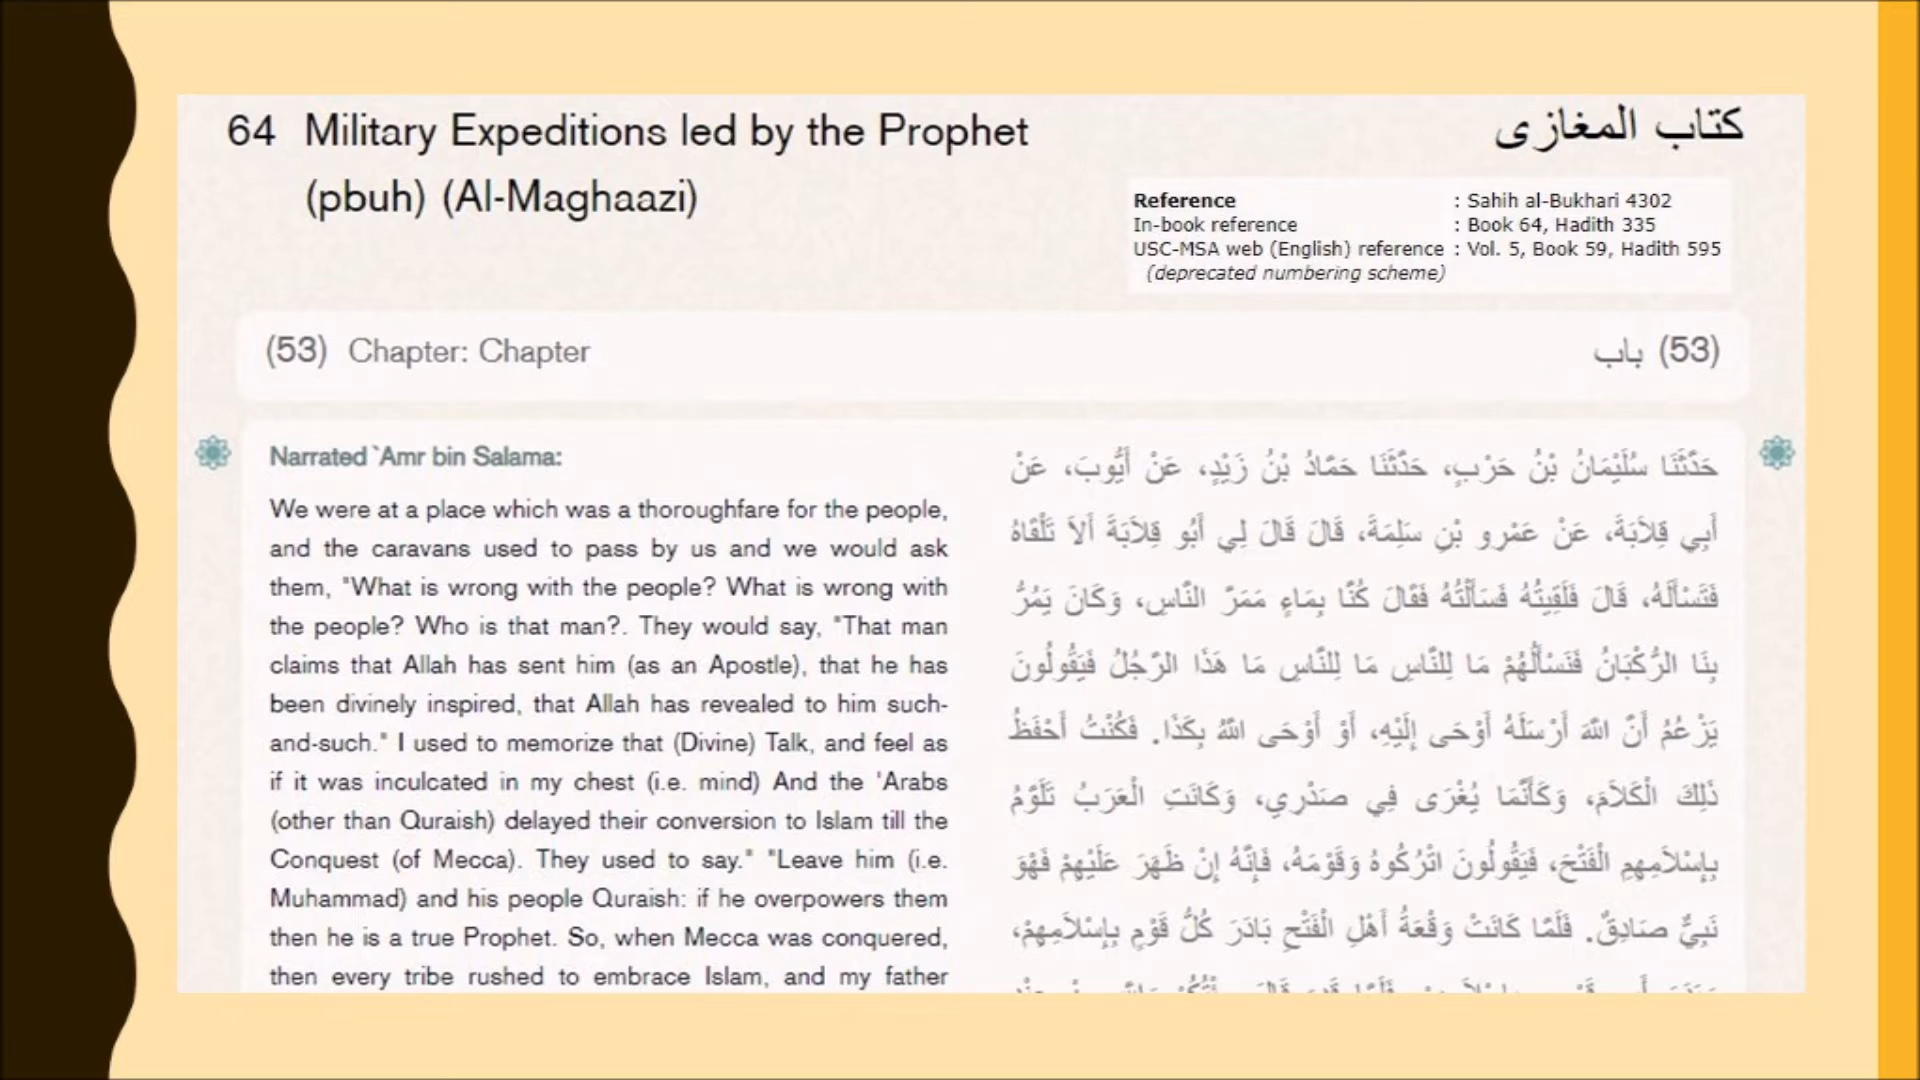 64 Military Expeditions led by the Prophet
(pbuh) (Al-Maghaazi)
كتاب المغازى
Reference : Sahih al-Bukhari 4302
In-book reference : Book 64, Hadith 335
USC-MSA web (English) reference : Vol. 5, Book 59, Hadith 595
(deprecated numbering scheme)
(53) Chapter: Chapter
(53) باب
Narrated `Amr bin Salama:
We were at a place which was a thoroughfare for the people,
and the caravans used to pass by us and we would ask
them, "What is wrong with the people? What is wrong with
the people? Who is that man?. They would say, "That man
claims that Allah has sent him (as an Apostle), that he has
been divinely inspired, that Allah has revealed to him such-
and-such." I used to memorize that (Divine) Talk, and feel as
if it was inculcated in my chest (i.e. mind) And the 'Arabs
(other than Quraish) delayed their conversion to Islam till the
Conquest (of Mecca). They used to say." "Leave him (i.e.
Muhammad) and his people Quraish: if he overpowers them
then he is a true Prophet. So, when Mecca was conquered,
then every tribe rushed to embrace Islam, and my father
حَدَّثَنَا سُلَيْمَانُ بْنُ حَرْبٍ، حَدَّثَنَا حَمَّادُ بْنُ زَيْدٍ، عَنْ أَيُّوبَ، عَنْ
أَبِي قِلاَبَةَ، عَنْ عَمْرِو بْنِ سَلِمَةَ، قَالَ قَالَ لِي أَبُو قِلاَبَةَ أَلاَ تَلْقَاهُ
فَتَسْأَلَهُ، قَالَ فَلَقِيتُهُ فَسَأَلْتُهُ فَقَالَ كُنَّا بِمَاءٍ مَمَرَّ النَّاسِ، وَكَانَ يَمُرُّ
بِنَا الرُّكْبَانُ فَنَسْأَلُهُمْ مَا لِلنَّاسِ مَا لِلنَّاسِ مَا هَذَا الرَّجُلُ فَيَقُولُونَ
يَزْعُمُ أَنَّ اللَّهَ أَرْسَلَهُ أَوْحَى إِلَيْهِ، أَوْ أَوْحَى اللَّهُ بِكَذَا. فَكُنْتُ أَحْفَظُ
ذَلِكَ الْكَلاَمَ، وَكَأَنَّمَا يُغْرَى فِي صَدْرِي، وَكَانَتِ الْعَرَبُ تَلَوَّمُ
بِإِسْلاَمِهِمِ الْفَتْحَ، فَيَقُولُونَ اتْرُكُوهُ وَقَوْمَهُ، فَإِنَّهُ إِنْ ظَهَرَ عَلَيْهِمْ فَهْوَ
نَبِيٌّ صَادِقٌ. فَلَمَّا كَانَتْ وَقْعَةُ أَهْلِ الْفَتْحِ بَادَرَ كُلُّ قَوْمٍ بِإِسْلاَمِهِمْ،